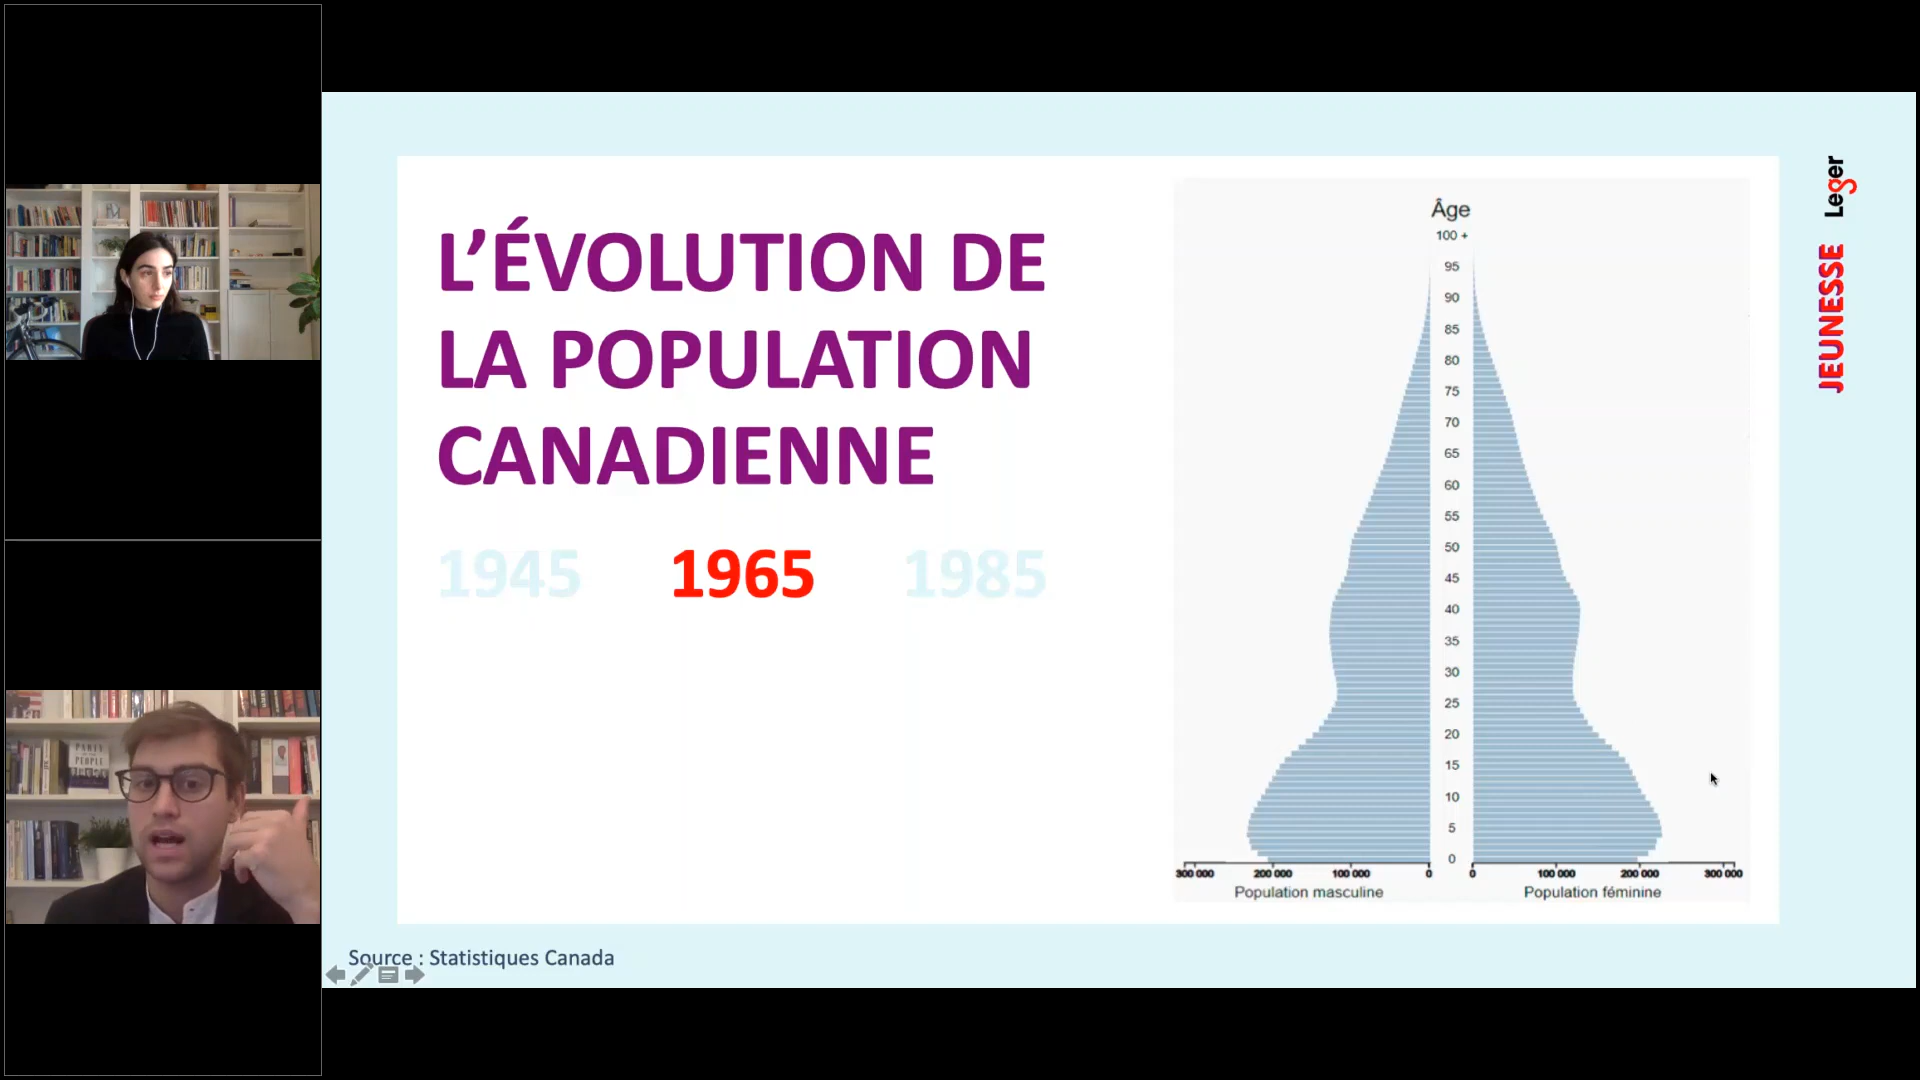 L’ÉVOLUTION DE
LA POPULATION
CANADIENNE
1945 1965 1985
Âge
100 +
95
90
85
80
75
70
65
60
55
50
45
40
35
30
25
20
15
10
5
0
300 000 200 000 100 000 0 0 100 000 200 000 300 000
Population masculine Population féminine
JEUNESSE Leger
Source : Statistiques Canada
PARTY
PEOPLE